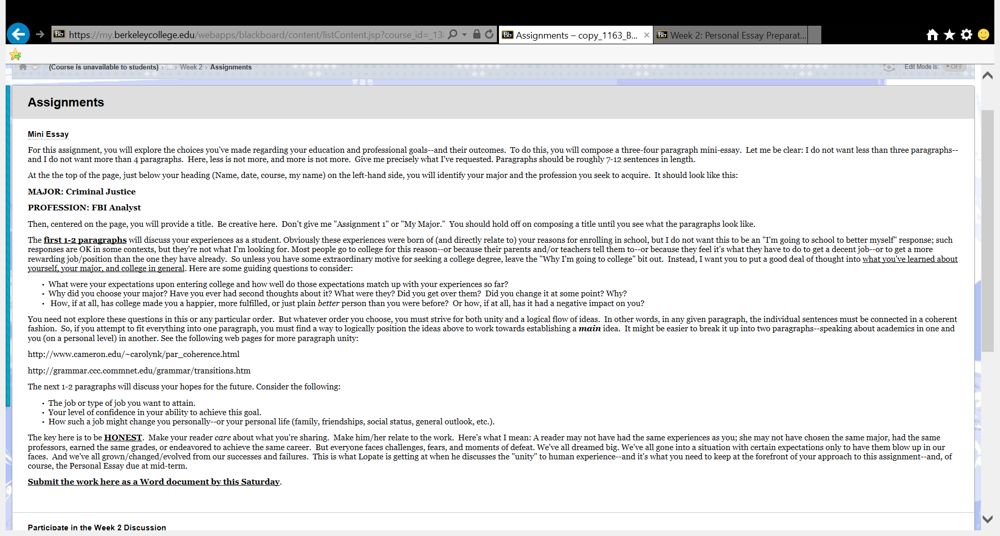 https://my.berkeleycollege.edu/webapps/blackboard/content/listContent.jsp?course_id=_13
Bb Assignments – copy_1163_B... ×
Bb Week 2: Personal Essay Preparat...
(Course is unavailable to students) > ... > Week 2 > Assignments
Edit Mode is: • OFF
Assignments
Mini Essay
For this assignment, you will explore the choices you've made regarding your education and professional goals--and their outcomes. To do this, you will compose a three-four paragraph mini-essay. Let me be clear: I do not want less than three paragraphs--
and I do not want more than 4 paragraphs. Here, less is not more, and more is not more. Give me precisely what I've requested. Paragraphs should be roughly 7-12 sentences in length.
At the the top of the page, just below your heading (Name, date, course, my name) on the left-hand side, you will identify your major and the profession you seek to acquire. It should look like this:
MAJOR: Criminal Justice
PROFESSION: FBI Analyst
Then, centered on the page, you will provide a title. Be creative here. Don't give me "Assignment 1" or "My Major." You should hold off on composing a title until you see what the paragraphs look like.
The first 1-2 paragraphs will discuss your experiences as a student. Obviously these experiences were born of (and directly relate to) your reasons for enrolling in school, but I do not want this to be an "I'm going to school to better myself" response; such
responses are OK in some contexts, but they're not what I'm looking for. Most people go to college for this reason--or because their parents and/or teachers tell them to--or because they feel it's what they have to do to get a decent job--or to get a more
rewarding job/position than the one they have already. So unless you have some extraordinary motive for seeking a college degree, leave the "Why I'm going to college" bit out. Instead, I want you to put a good deal of thought into what you've learned about
yourself, your major, and college in general. Here are some guiding questions to consider:
• What were your expectations upon entering college and how well do those expectations match up with your experiences so far?
• Why did you choose your major? Have you ever had second thoughts about it? What were they? Did you get over them? Did you change it at some point? Why?
• How, if at all, has college made you a happier, more fulfilled, or just plain better person than you were before? Or how, if at all, has it had a negative impact on you?
You need not explore these questions in this or any particular order. But whatever order you choose, you must strive for both unity and a logical flow of ideas. In other words, in any given paragraph, the individual sentences must be connected in a coherent
fashion. So, if you attempt to fit everything into one paragraph, you must find a way to logically position the ideas above to work towards establishing a main idea. It might be easier to break it up into two paragraphs--speaking about academics in one and
you (on a personal level) in another. See the following web pages for more paragraph unity:
http://www.cameron.edu/~carolynk/par_coherence.html
http://grammar.ccc.commnet.edu/grammar/transitions.htm
The next 1-2 paragraphs will discuss your hopes for the future. Consider the following:
• The job or type of job you want to attain.
• Your level of confidence in your ability to achieve this goal.
• How such a job might change you personally--or your personal life (family, friendships, social status, general outlook, etc.).
The key here is to be HONEST. Make your reader care about what you're sharing. Make him/her relate to the work. Here's what I mean: A reader may not have had the same experiences as you; she may not have chosen the same major, had the same
professors, earned the same grades, or endeavored to achieve the same career. But everyone faces challenges, fears, and moments of defeat. We've all dreamed big. We've all gone into a situation with certain expectations only to have them blow up in our
faces. And we've all grown/changed/evolved from our successes and failures. This is what Lopate is getting at when he discusses the "unity" to human experience--and it's what you need to keep at the forefront of your approach to this assignment--and, of
course, the Personal Essay due at mid-term.
Submit the work here as a Word document by this Saturday.
Participate in the Week 2 Discussion